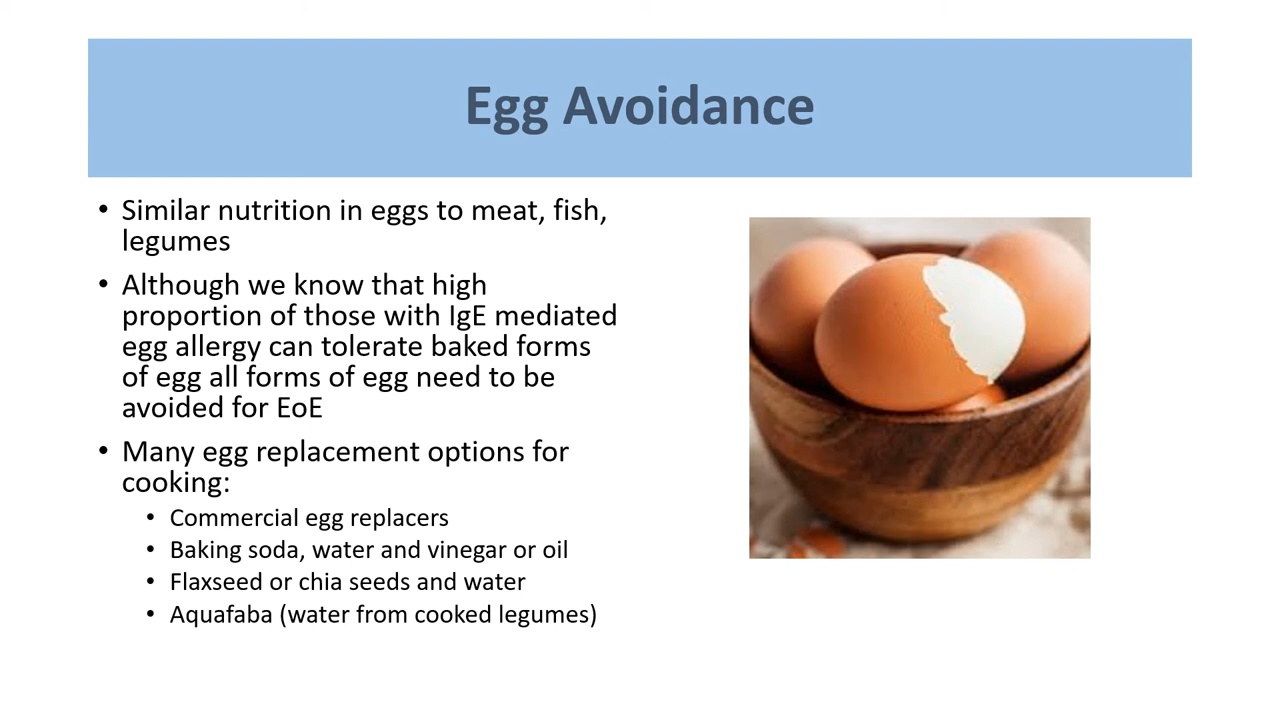 Egg Avoidance
• Similar nutrition in eggs to meat, fish,
legumes
• Although we know that high
proportion of those with IgE mediated
egg allergy can tolerate baked forms
of egg all forms of egg need to be
avoided for EoE
• Many egg replacement options for
cooking:
• Commercial egg replacers
• Baking soda, water and vinegar or oil
• Flaxseed or chia seeds and water
• Aquafaba (water from cooked legumes)